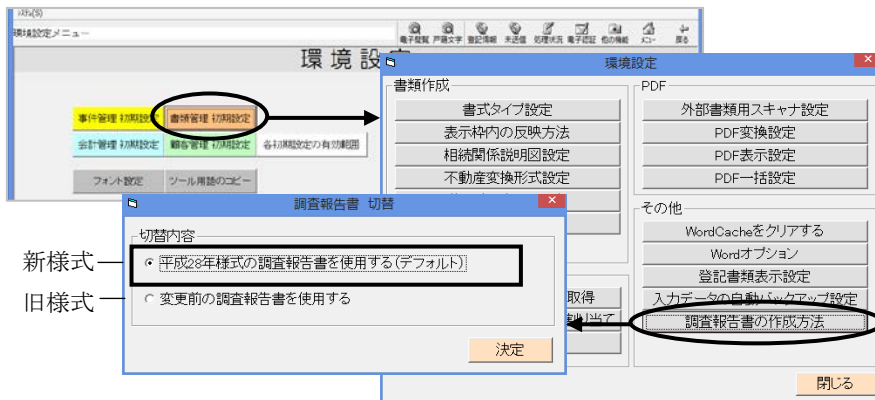 ｼｽﾃﾑ(S)
環境設定メニュー
電子閲覧 戸籍文字 登記情報 未送信 処理状況 電子認証 他の機能 ﾒﾆｭｰ 戻る
環境設定
事件管理 初期設定
書類管理 初期設定
会計管理 初期設定
顧客管理 初期設定
各初期設定の有効範囲
フォント設定
ツール用語のコピー
環境設定
書類作成
書式タイプ設定
表示枠内の反映方法
相続関係説明図設定
不動産変換形式設定
取得
割り当て
PDF
外部書類用スキャナ設定
PDF変換設定
PDF表示設定
PDF一括設定
その他
WordCacheをクリアする
Wordオプション
登記書類表示設定
入力データの自動バックアップ設定
調査報告書の作成方法
閉じる
調査報告書 切替
切替内容
新様式
平成28年様式の調査報告書を使用する(デフォルト)
旧様式
変更前の調査報告書を使用する
決定